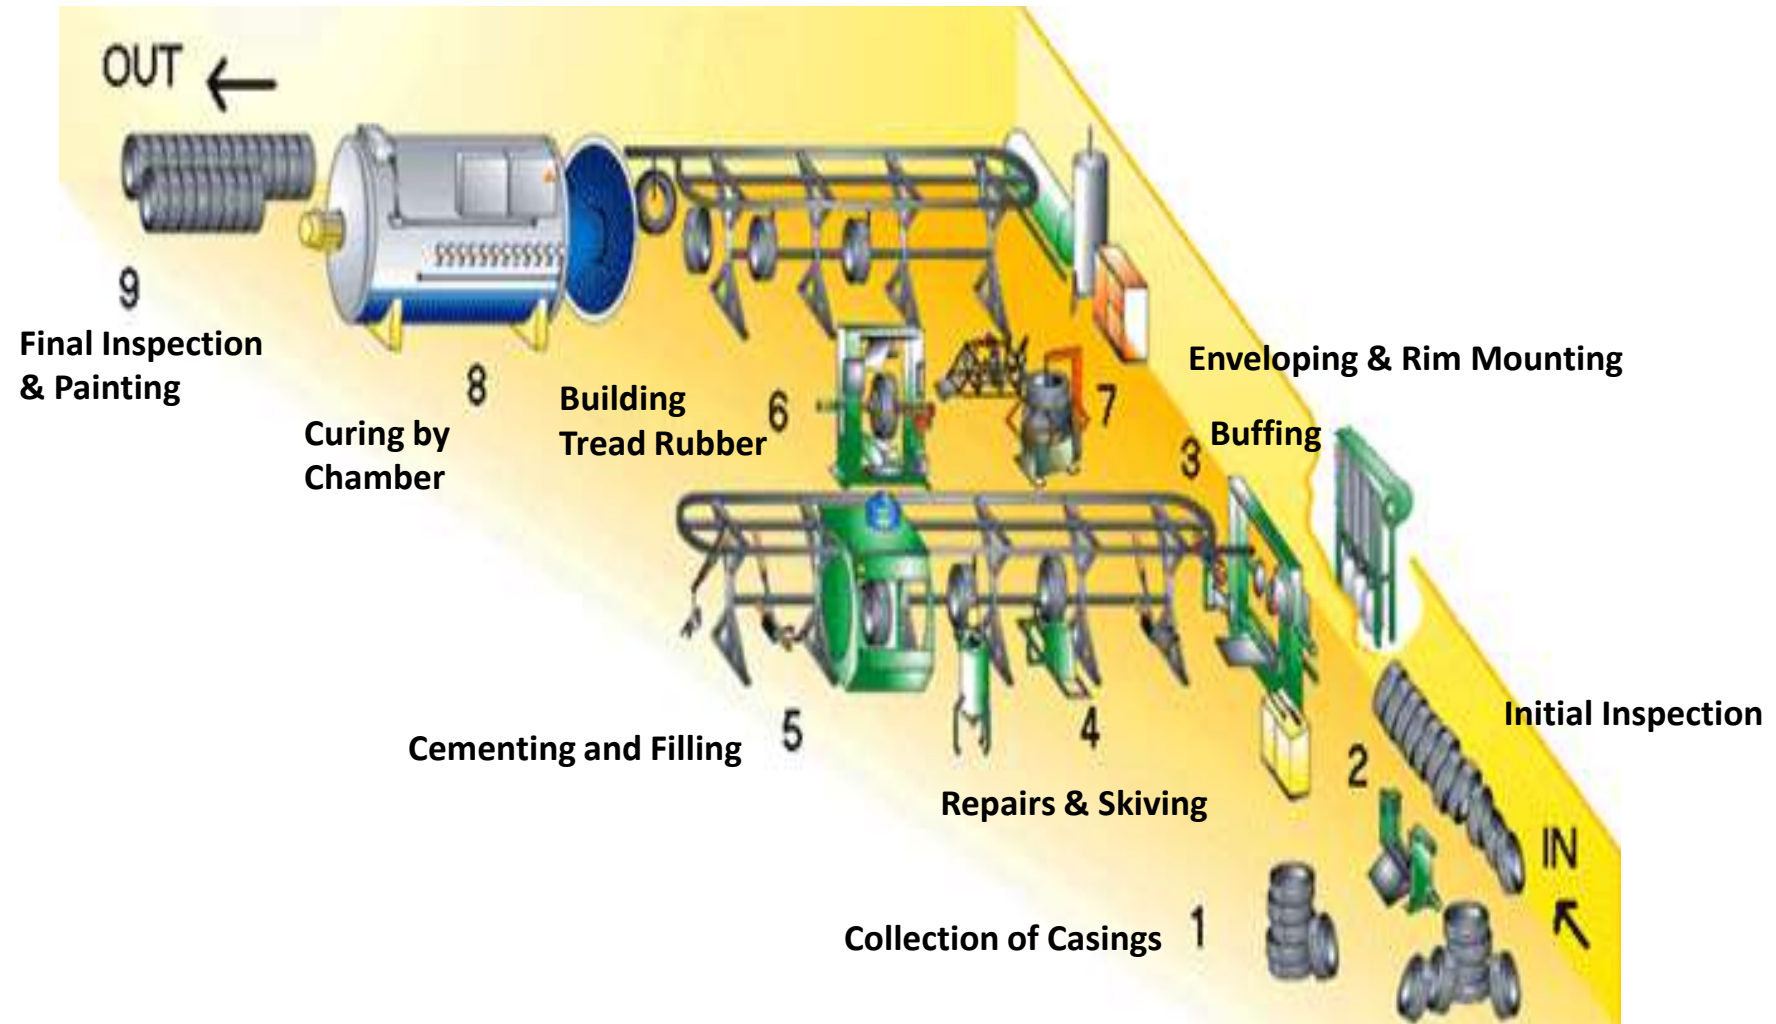 OUT ←
9
Final Inspection
& Painting
8
Curing by
Chamber
Building
Tread Rubber
6
7
Enveloping & Rim Mounting
3
Buffing
5
Cementing and Filling
4
Repairs & Skiving
2
Initial Inspection
IN
1
Collection of Casings